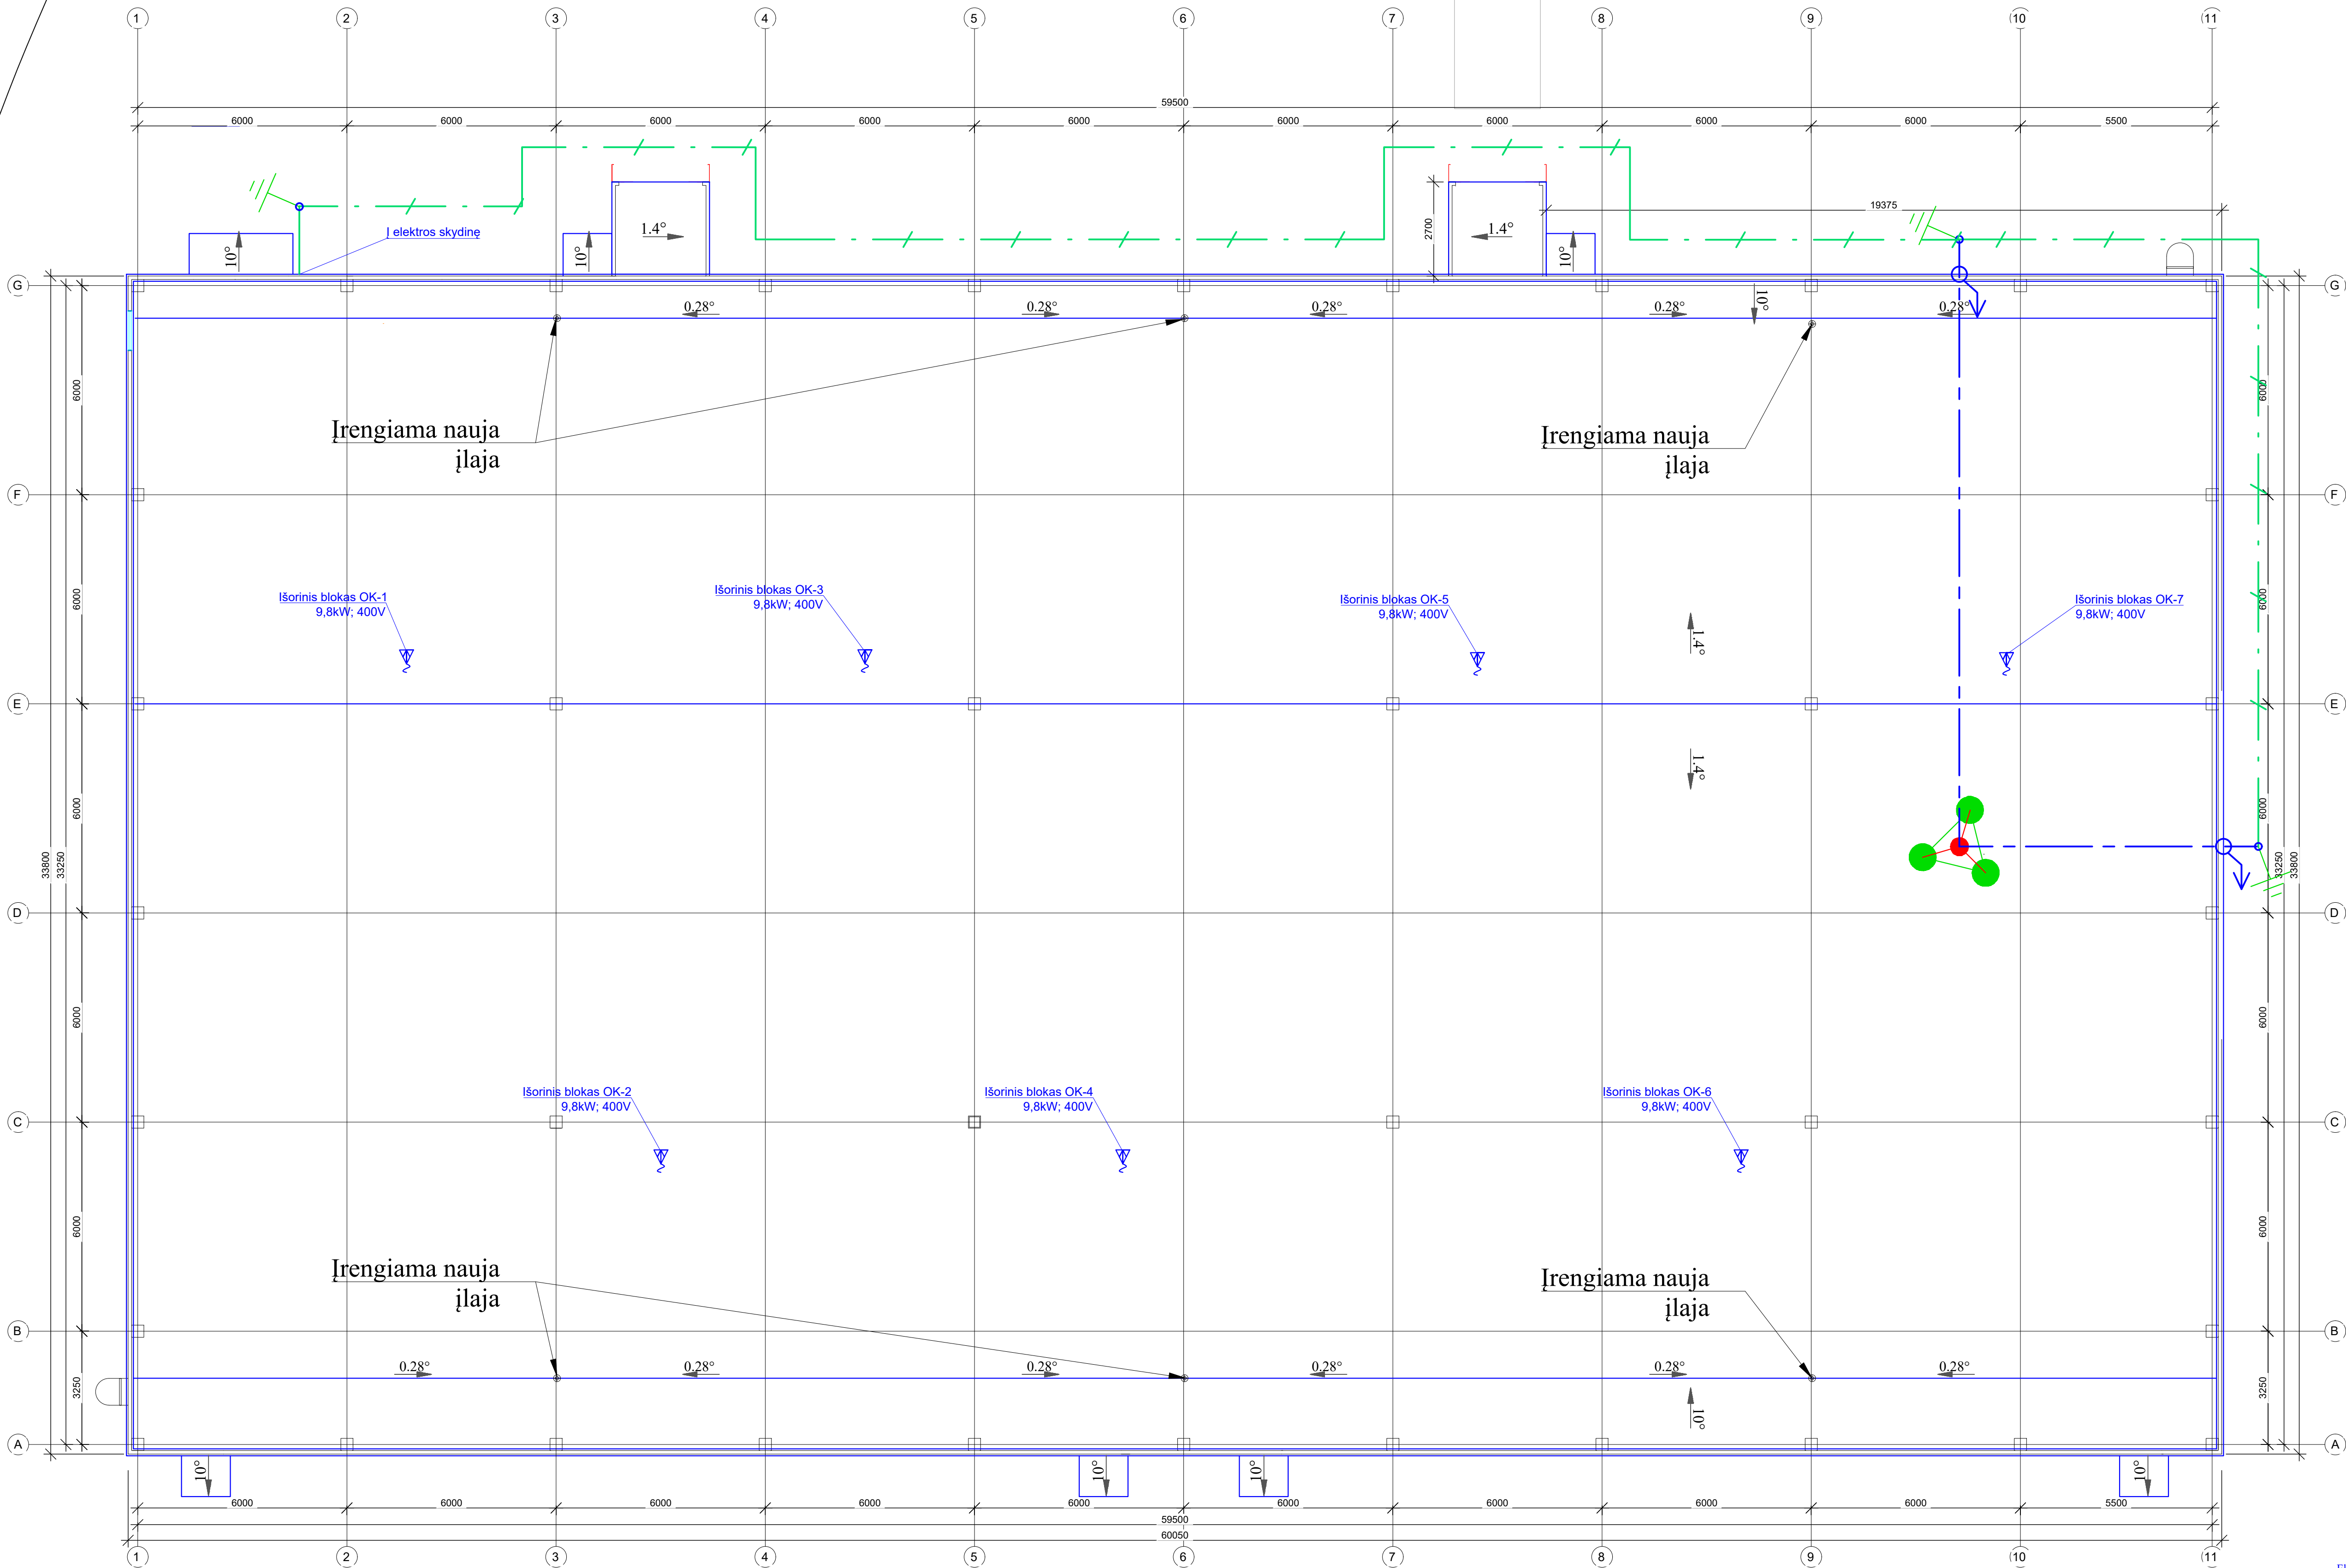 1 2 3 4 5 6 7 8 9 10 11
59500
6000 6000 6000 6000 6000 6000 6000 6000 6000 5500
19375
2700
Į elektros skydinę
10° 10° 1.4° 1.4° 10°
G G
0.28° 0.28° 0.28° 0.28° 10° 0.28°
6000 6000
Įrengiama nauja
įlaja
Įrengiama nauja
įlaja
F F
6000 6000
Išorinis blokas OK-1
9,8kW; 400V
Išorinis blokas OK-3
9,8kW; 400V
Išorinis blokas OK-5
9,8kW; 400V
Išorinis blokas OK-7
9,8kW; 400V
1.4°
E E
1.4°
6000 6000
33800 33250 33250 33800
D D
6000 6000
Išorinis blokas OK-2
9,8kW; 400V
Išorinis blokas OK-4
9,8kW; 400V
Išorinis blokas OK-6
9,8kW; 400V
C C
6000 6000
Įrengiama nauja
įlaja
Įrengiama nauja
įlaja
B B
0.28° 0.28° 0.28° 0.28° 0.28° 0.28°
3250 3250
10°
A A
10° 10° 10° 10°
6000 6000 6000 6000 6000 6000 6000 6000 6000 5500
59500
60050
1 2 3 4 5 6 7 8 9 10 11